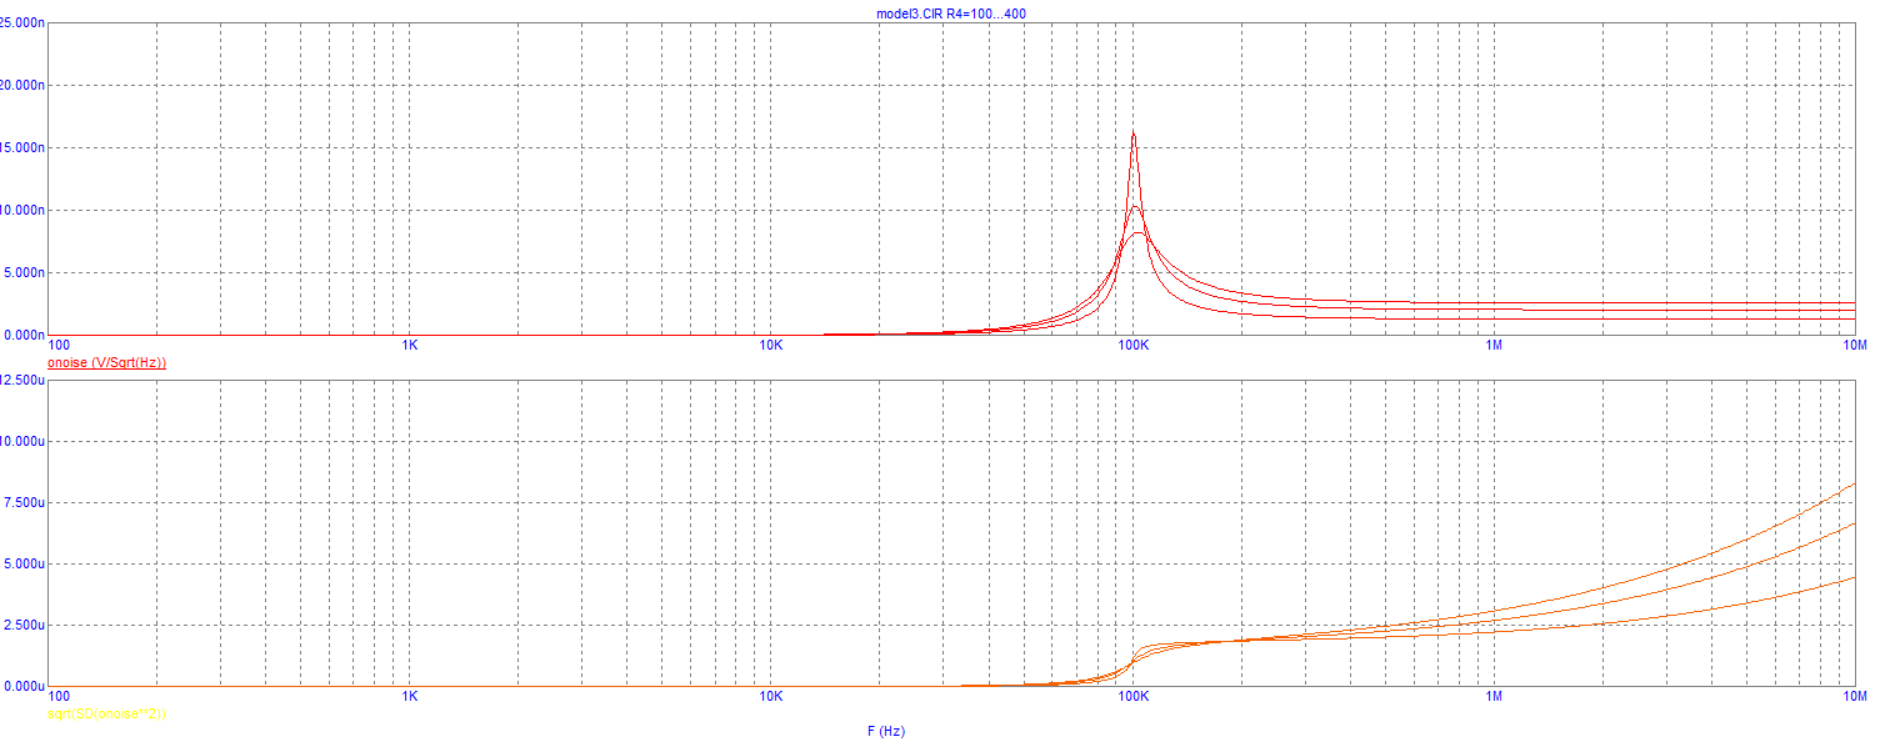 model3.CIR R4=100...400
25.000n
20.000n
15.000n
10.000n
5.000n
0.000n
100 1K 10K 100K 1M 10M
onoise (V/Sqrt(Hz))
12.500u
10.000u
7.500u
5.000u
2.500u
0.000u
100 1K 10K 100K 1M 10M
sqrt(SD(onoise**2))
F (Hz)